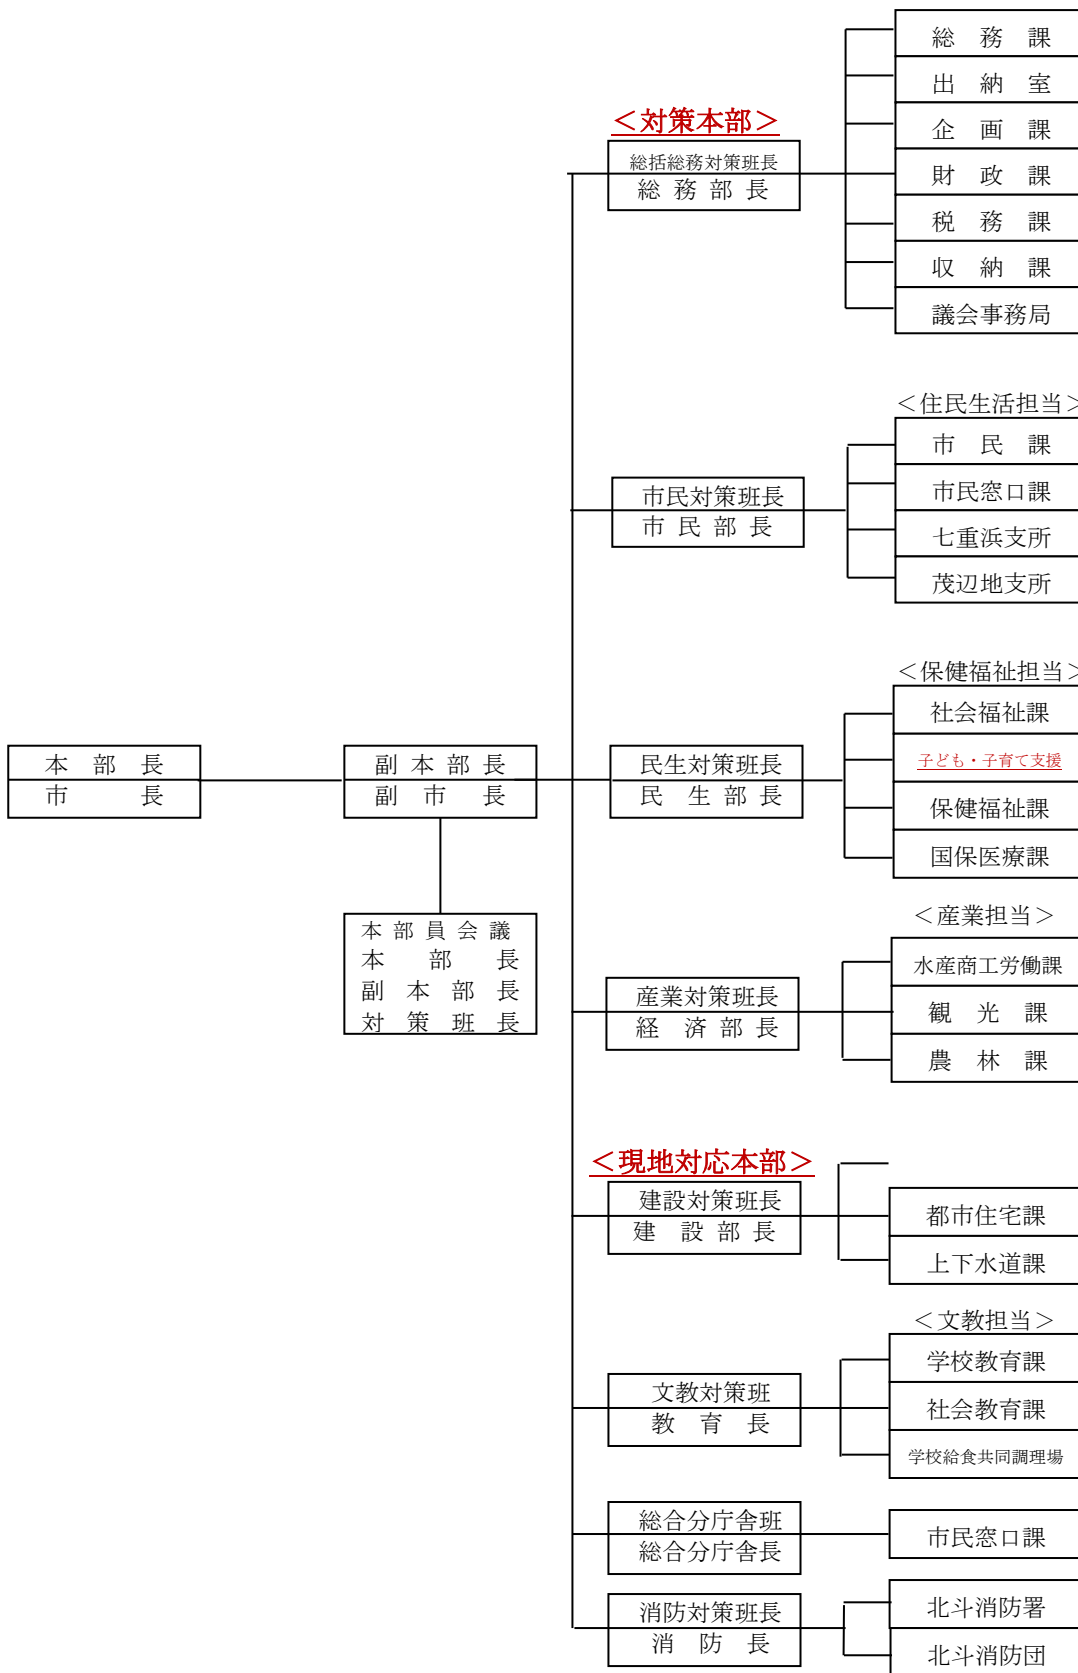 総務課
出納室
企画課
財政課
税務課
収納課
議会事務局
＜対策本部＞
総括総務対策班長
総務部長
＜住民生活担当＞
市民課
市民窓口課
七重浜支所
茂辺地支所
市民対策班長
市民部長
＜保健福祉担当＞
社会福祉課
子ども・子育て支援
保健福祉課
国保医療課
本部長
市長
副本部長
副市長
民生対策班長
民生部長
本部員会議
本部長
副本部長
対策班長
＜産業担当＞
水産商工労働課
観光課
農林課
産業対策班長
経済部長
＜現地対応本部＞
建設対策班長
建設部長
都市住宅課
上下水道課
＜文教担当＞
学校教育課
社会教育課
学校給食共同調理場
文教対策班
教育長
総合分庁舎班
総合分庁舎長
市民窓口課
消防対策班長
消防長
北斗消防署
北斗消防団